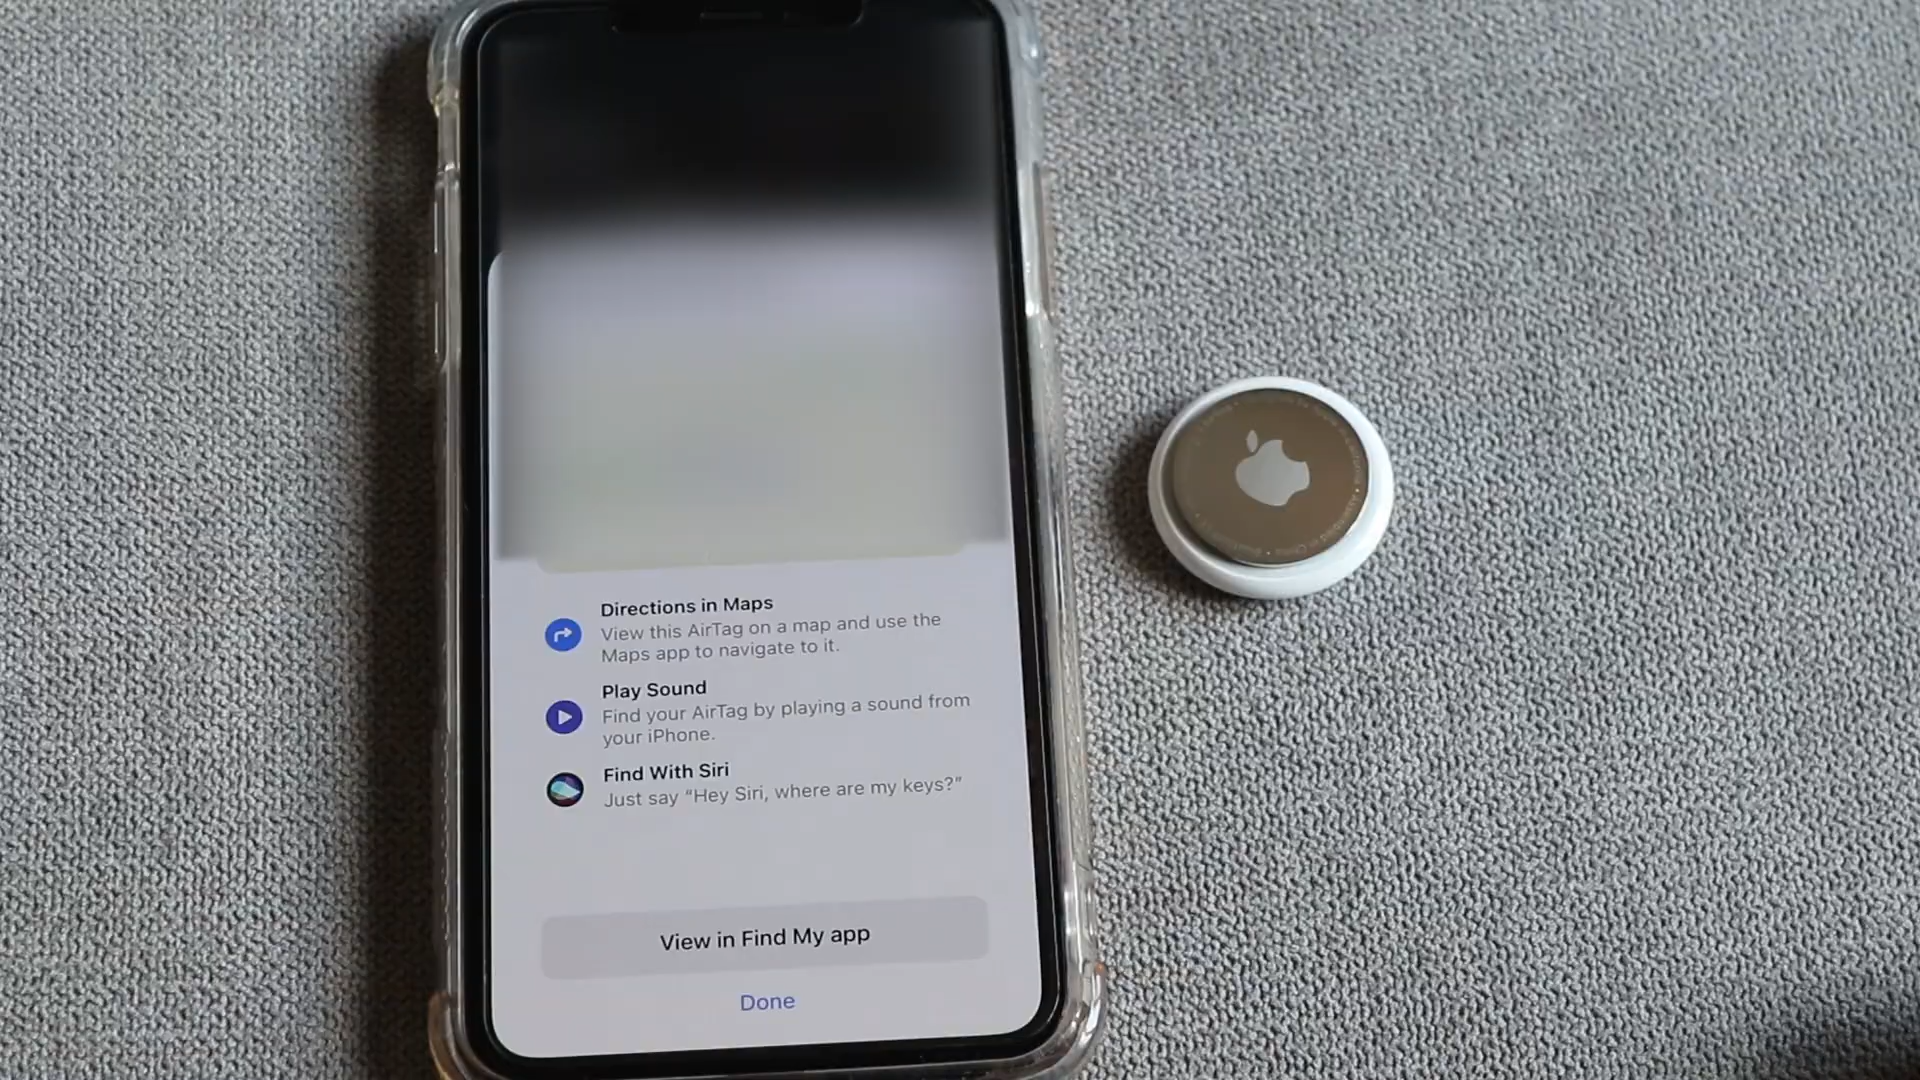 Directions in Maps
View this AirTag on a map and use the
Maps app to navigate to it.
Play Sound
Find your AirTag by playing a sound from
your iPhone.
Find With Siri
Just say “Hey Siri, where are my keys?”
View in Find My app
Done